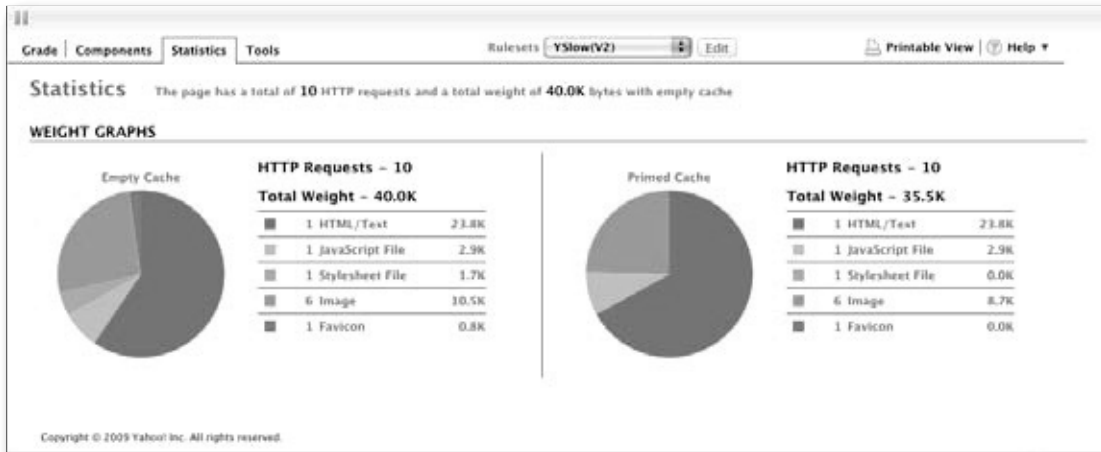 Grade Components Statistics Tools Rulesets YSlow(V2) Edit Printable View ? Help ▼
Statistics The page has a total of 10 HTTP requests and a total weight of 40.0K bytes with empty cache
WEIGHT GRAPHS
Empty Cache
HTTP Requests – 10
Total Weight – 40.0K
1 HTML/Text 23.8K
1 JavaScript File 2.9K
1 Stylesheet File 1.7K
6 Image 10.5K
1 Favicon 0.8K
Primed Cache
HTTP Requests – 10
Total Weight – 35.5K
1 HTML/Text 23.8K
1 JavaScript File 2.9K
1 Stylesheet File 0.0K
6 Image 8.7K
1 Favicon 0.0K
Copyright © 2009 Yahoo! Inc. All rights reserved.